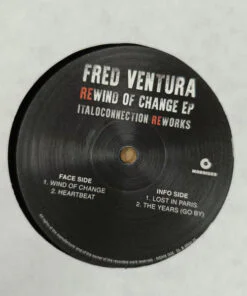 FRED VENTURA
REWIND OF CHANGE EP
ITALOCONNECTION REWORKS
FACE SIDE
1. WIND OF CHANGE
2. HEARTBEAT
INFO SIDE
1. LOST IN PARIS
2. THE YEARS (GO BY)